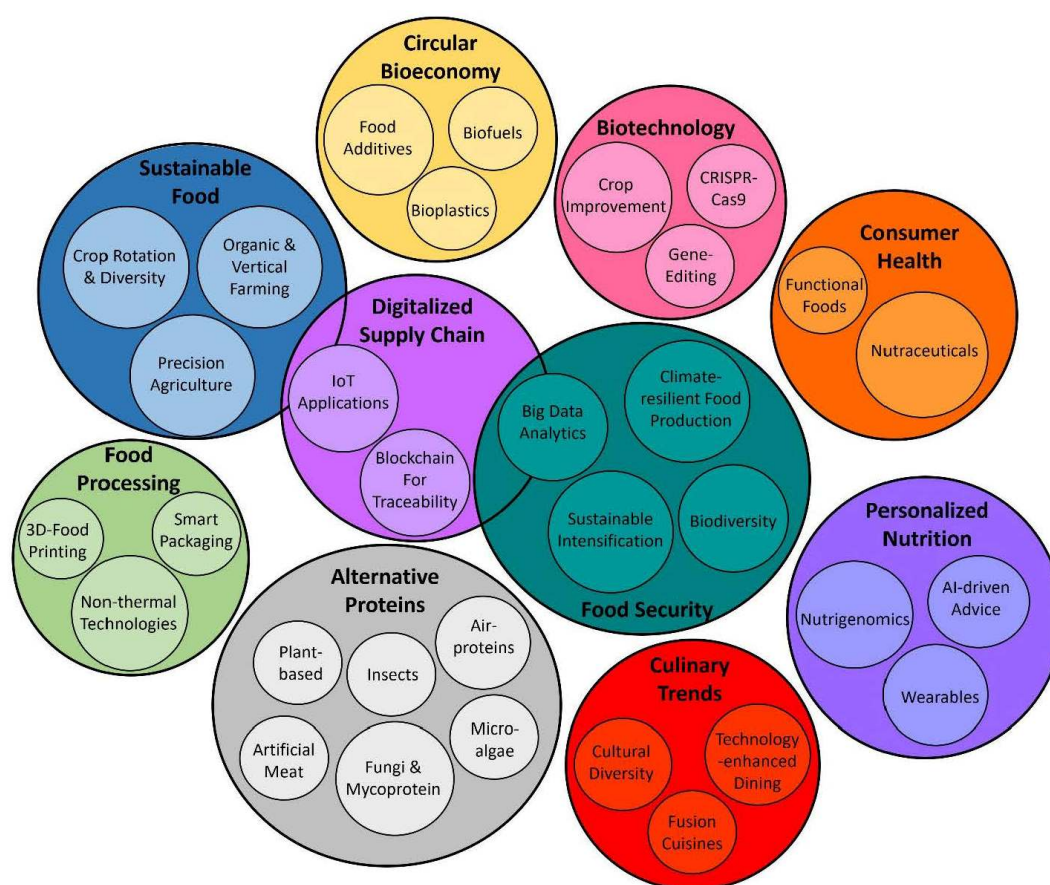 Circular
Bioeconomy
Food
Additives
Biofuels
Bioplastics
Biotechnology
Crop
Improvement
CRISPR-
Cas9
Gene-
Editing
Sustainable
Food
Crop Rotation
& Diversity
Organic &
Vertical
Farming
Precision
Agriculture
Consumer
Health
Functional
Foods
Nutraceuticals
Digitalized
Supply Chain
IoT
Applications
Blockchain
For
Traceability
Big Data
Analytics
Climate-
resilient Food
Production
Sustainable
Intensification
Biodiversity
Food Security
Food
Processing
3D-Food
Printing
Smart
Packaging
Non-thermal
Technologies
Personalized
Nutrition
Nutrigenomics
AI-driven
Advice
Wearables
Alternative
Proteins
Plant-
based
Insects
Air-
proteins
Artificial
Meat
Fungi &
Mycoprotein
Micro-
algae
Culinary
Trends
Cultural
Diversity
Technology
-enhanced
Dining
Fusion
Cuisines